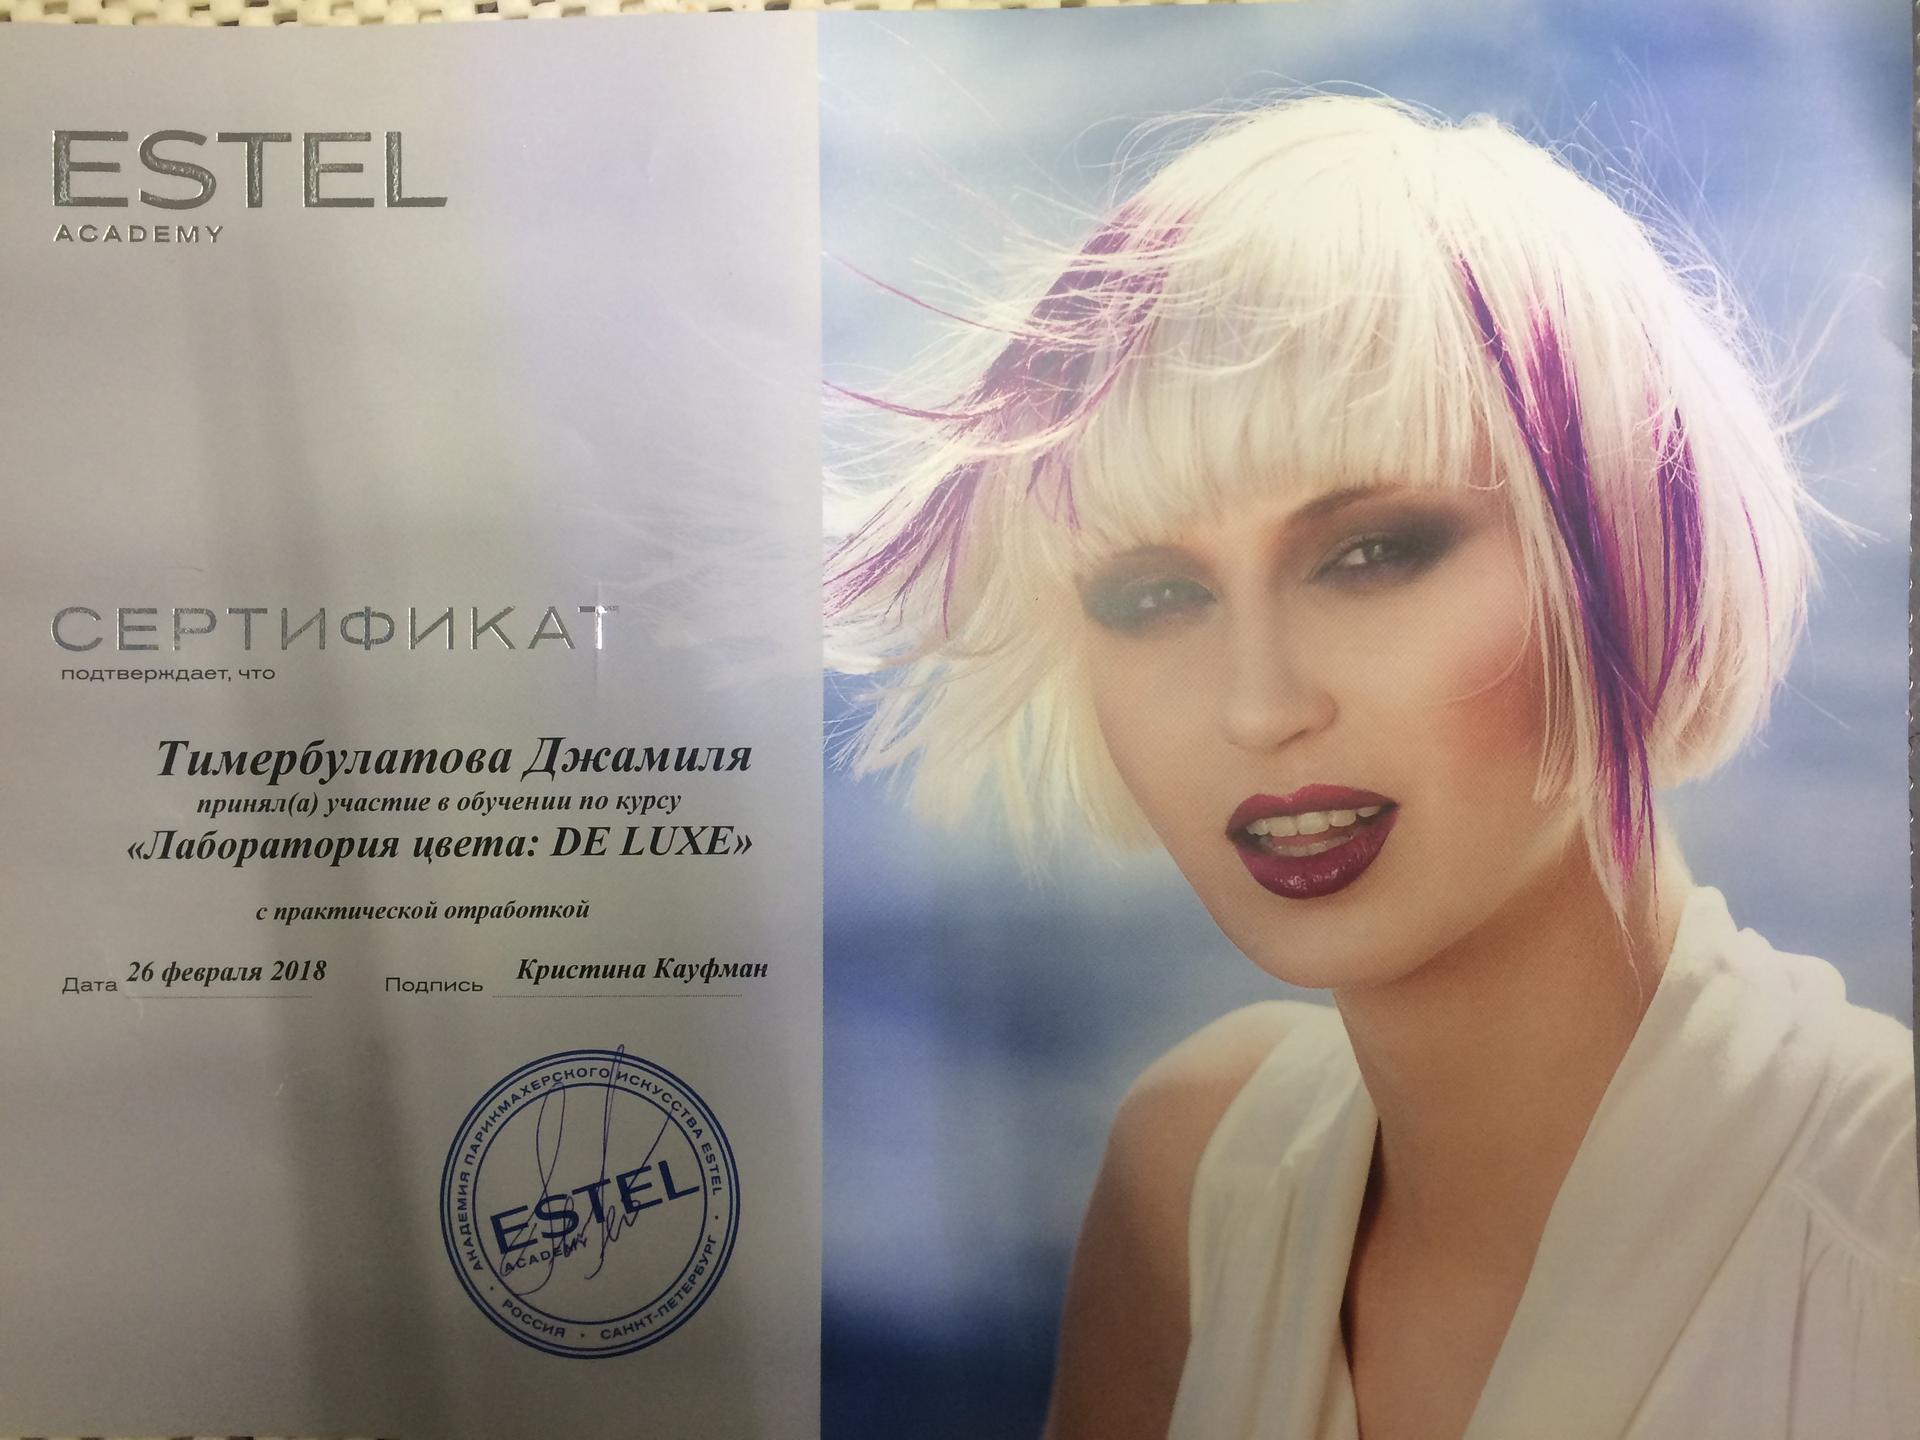 ESTEL
ACADEMY
СЕРТИФИКАТ
подтверждает, что
Тимербулатова Джамиля
принял(а) участие в обучении по курсу
«Лаборатория цвета: DE LUXE»
с практической отработкой
Дата 26 февраля 2018 Подпись Кристина Кауфман
АКАДЕМИЯ ПАРИКМАХЕРСКОГО ИСКУССТВА ESTEL
ESTEL
ACADEMY
РОССИЯ · САНКТ-ПЕТЕРБУРГ